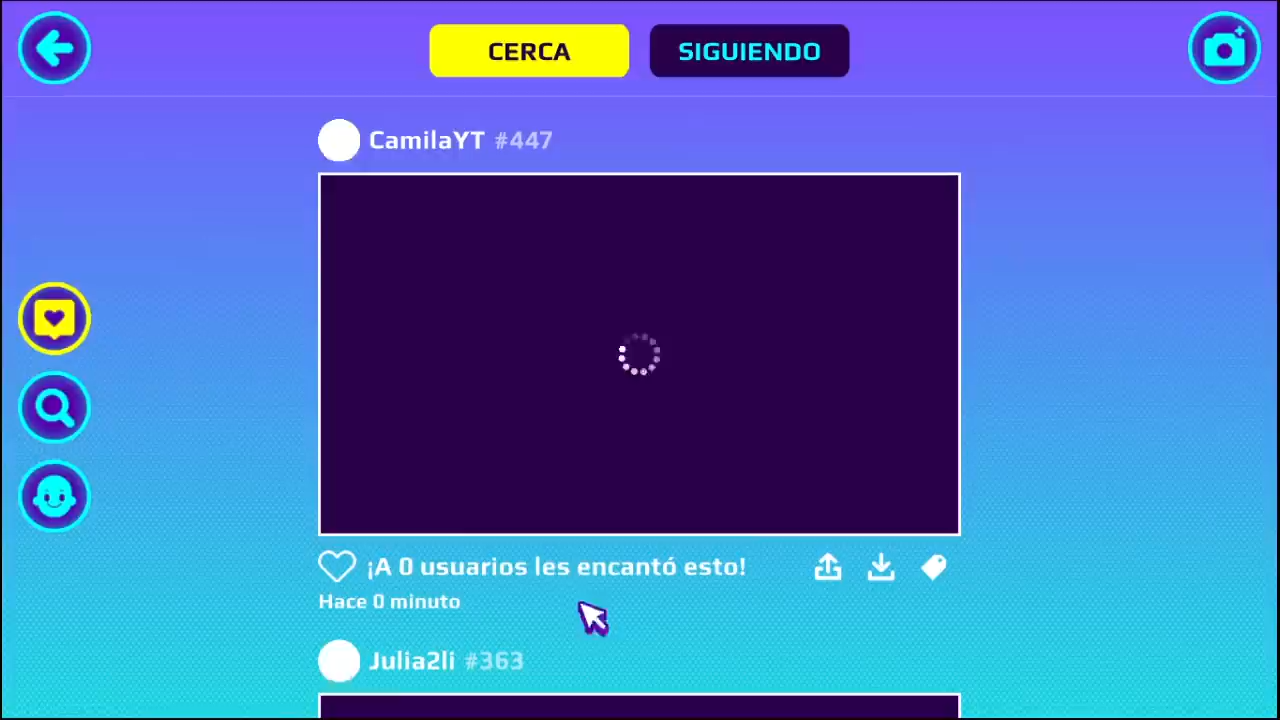 CERCA
SIGUIENDO
CamilaYT #447
¡A 0 usuarios les encantó esto!
Hace 0 minuto
Julia2li #363